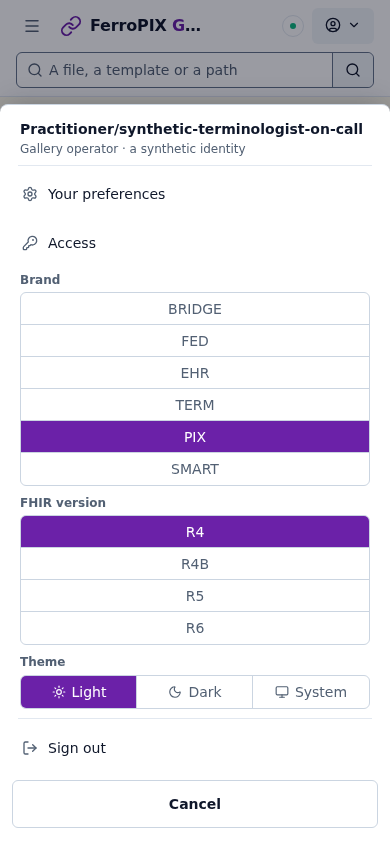 FerroPIX G...
A file, a template or a path
Practitioner/synthetic-terminologist-on-call
Gallery operator · a synthetic identity
Your preferences
Access
Brand
BRIDGE
FED
EHR
TERM
PIX
SMART
FHIR version
R4
R4B
R5
R6
Theme
Light Dark System
Sign out
Cancel